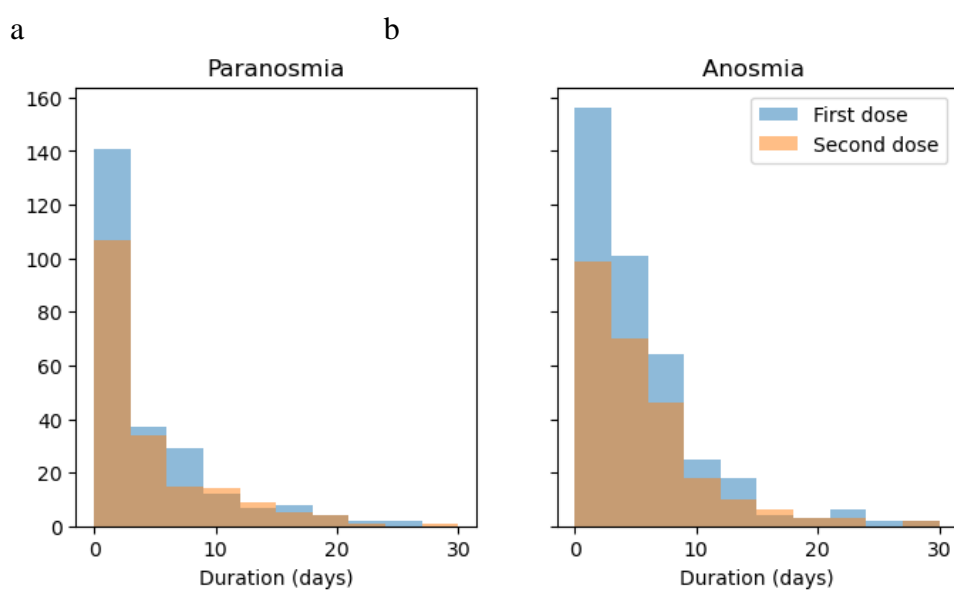 a
b
Paranosmia
Anosmia
160
140
120
100
80
60
40
20
0
0 10 20 30
Duration (days)
First dose
Second dose
0 10 20 30
Duration (days)